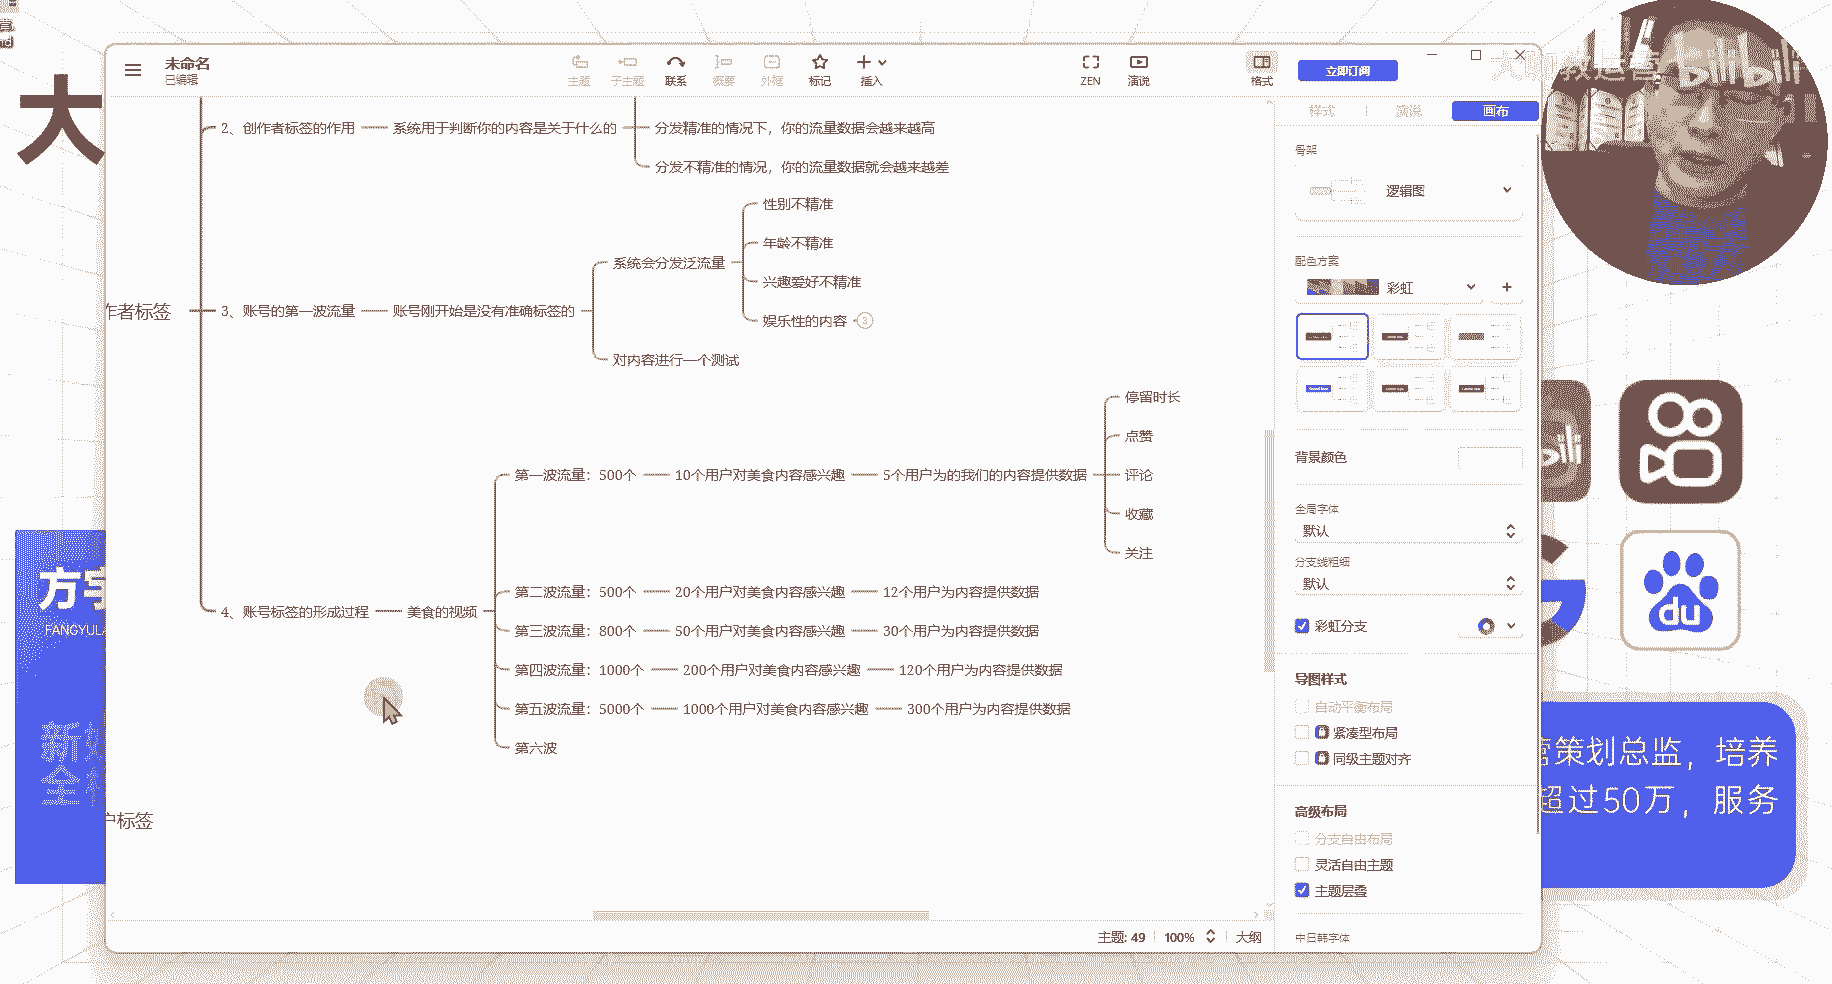 大
未命名
已编辑
主题
子主题
联系
概要
外框
标记
插入
ZEN
演说
格式
立即订阅
教运营
bilibili
样式
演说
画布
2、创作者标签的作用
系统用于判断你的内容是关于什么的
分发精准的情况下，你的流量数据会越来越高
分发不精准的情况，你的流量数据就会越来越差
作者标签
3、账号的第一波流量
账号刚开始是没有准确标签的
系统会分发泛流量
性别不精准
年龄不精准
兴趣爱好不精准
娱乐性的内容
3
对内容进行一个测试
4、账号标签的形成过程
美食的视频
第一波流量：500个
10个用户对美食内容感兴趣
5个用户为的我们的内容提供数据
停留时长
点赞
评论
收藏
关注
第二波流量：500个
20个用户对美食内容感兴趣
12个用户为内容提供数据
第三波流量：800个
50个用户对美食内容感兴趣
30个用户为内容提供数据
第四波流量：1000个
200个用户对美食内容感兴趣
120个用户为内容提供数据
第五波流量：5000个
1000个用户对美食内容感兴趣
300个用户为内容提供数据
第六波
户标签
骨架
逻辑图
配色方案
彩虹
背景颜色
全局字体
默认
分支线粗细
默认
彩虹分支
导图样式
自动平衡布局
紧凑型布局
同级主题对齐
高级布局
分支自由布局
灵活自由主题
主题层叠
中日韩字体
主题: 49
100%
大纲
方宇
FANGYULA
新
全
du
营策划总监，培养
超过50万，服务